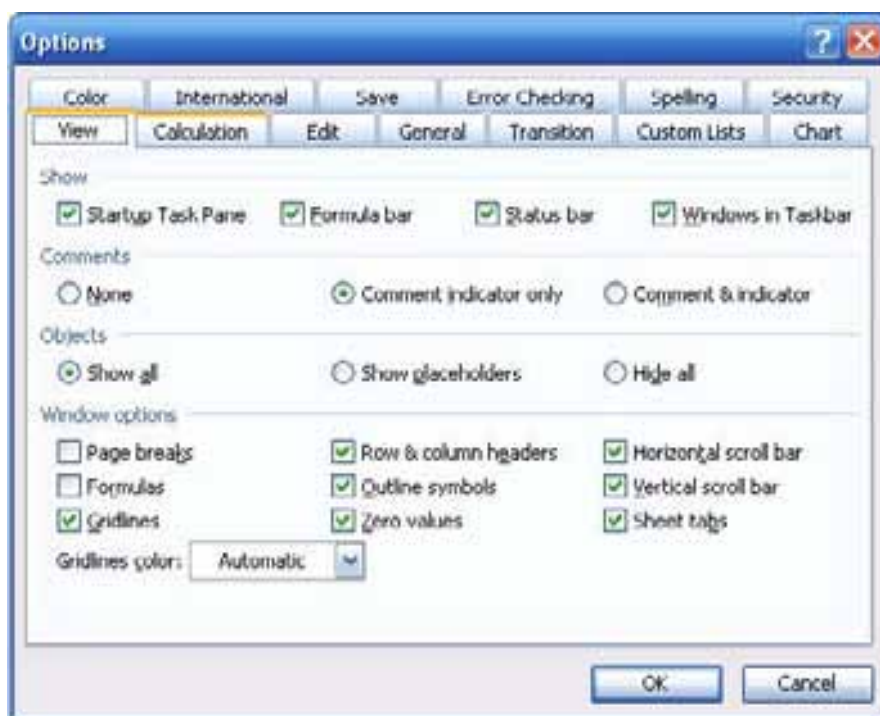 Options
Color International Save Error Checking Spelling Security
View Calculation Edit General Transition Custom Lists Chart
Show
Startup Task Pane Formula bar Status bar Windows in Taskbar
Comments
None Comment indicator only Comment & indicator
Objects
Show all Show placeholders Hide all
Window options
Page breaks Row & column headers Horizontal scroll bar
Formulas Outline symbols Vertical scroll bar
Gridlines Zero values Sheet tabs
Gridlines color: Automatic
OK Cancel